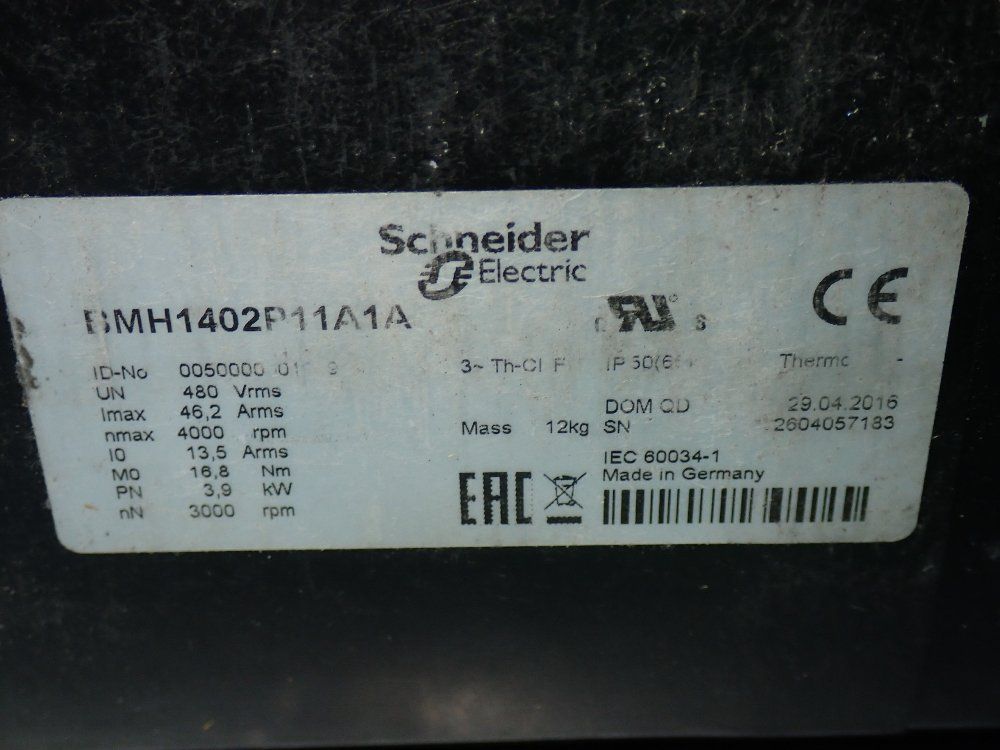 Schneider
Electric
BMH1402P11A1A
CE
ID-No
UN 480 Vrms
Imax 46,2 Arms
nmax 4000 rpm
I0 13,5 Arms
M0 16,8 Nm
PN 3,9 kW
nN 3000 rpm
3~ Th-Cl F
Mass 12kg
DOM QD 29.04.2016
SN 2604057183
IEC 60034-1
Made in Germany
EAC